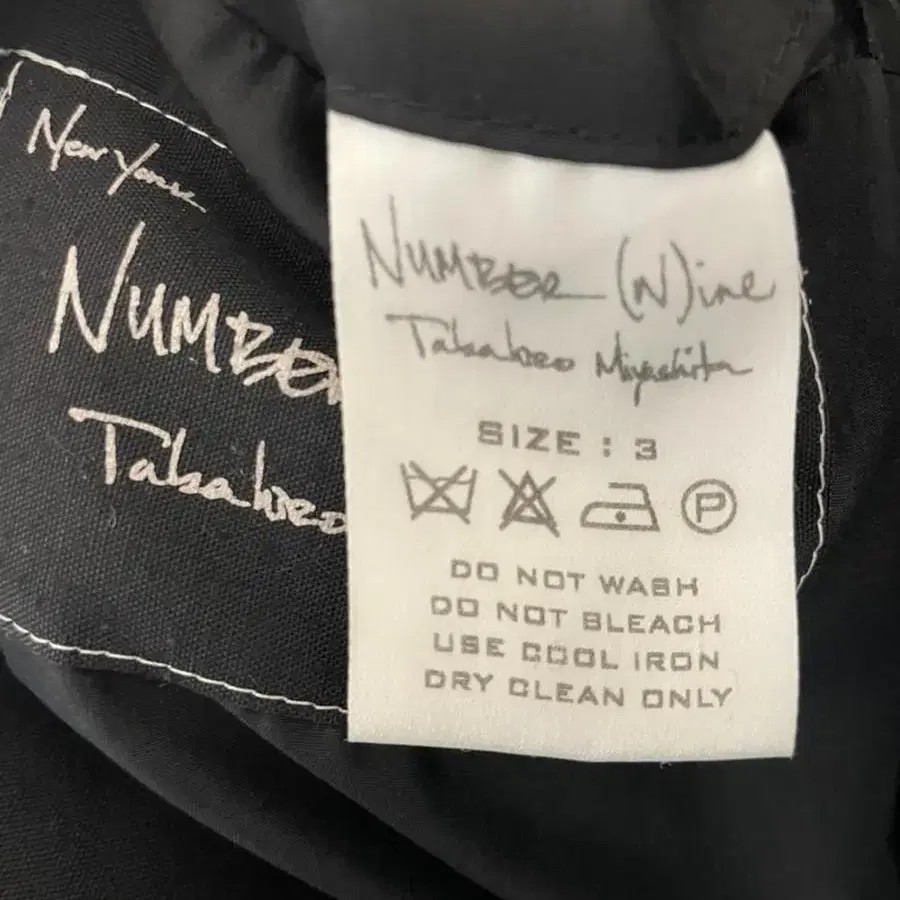 New York
NUMBER
Takahiro
NUMBER (N)ine
Takahiro Miyashita
SIZE : 3
P
DO NOT WASH
DO NOT BLEACH
USE COOL IRON
DRY CLEAN ONLY